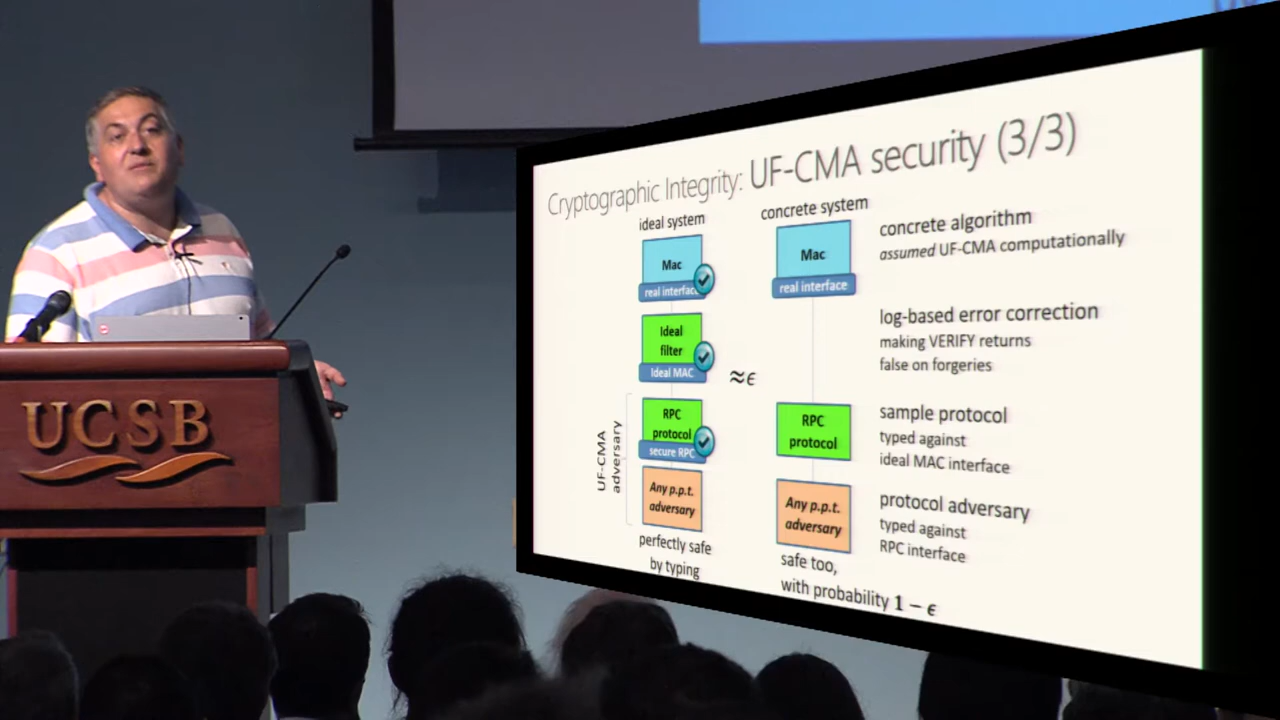 Cryptographic Integrity: UF-CMA security (3/3)
ideal system
Mac
real interface
Ideal
filter
Ideal MAC
RPC
protocol
secure RPC
Any p.p.t.
adversary
perfectly safe
by typing
UF-CMA
adversary
≈ϵ
concrete system
Mac
real interface
RPC
protocol
Any p.p.t.
adversary
safe too,
with probability 1 − ϵ
concrete algorithm
assumed UF-CMA computationally
log-based error correction
making VERIFY returns
false on forgeries
sample protocol
typed against
ideal MAC interface
protocol adversary
typed against
RPC interface
UCSB